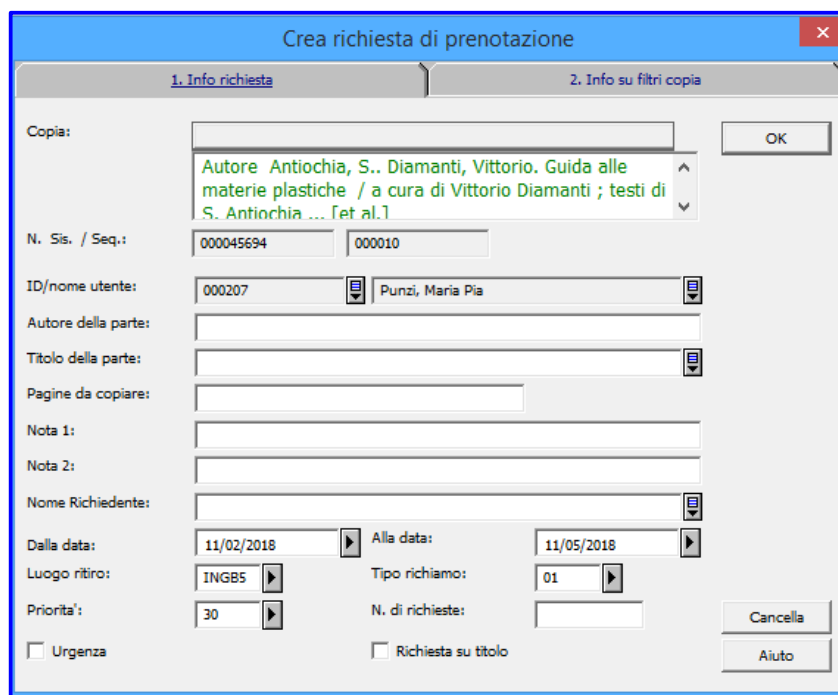 Crea richiesta di prenotazione
1. Info richiesta
2. Info su filtri copia
Copia:
OK
Autore  Antiochia, S.. Diamanti, Vittorio. Guida alle
materie plastiche  / a cura di Vittorio Diamanti ; testi di
S. Antiochia ... [et al.]
N. Sis. / Seq.: 000045694 000010
ID/nome utente: 000207 Punzi, Maria Pia
Autore della parte:
Titolo della parte:
Pagine da copiare:
Nota 1:
Nota 2:
Nome Richiedente:
Dalla data: 11/02/2018 Alla data: 11/05/2018
Luogo ritiro: INGB5 Tipo richiamo: 01
Priorita': 30 N. di richieste:
Cancella
Urgenza Richiesta su titolo
Aiuto